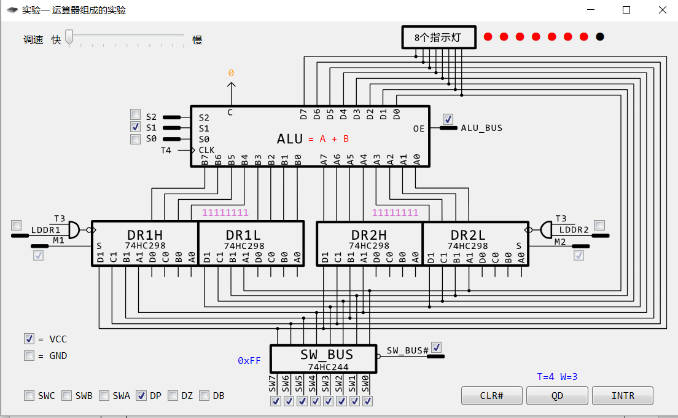 实验一 运算器组成的实验
调速 快 慢
8个指示灯
0
C
D7 D6 D5 D4 D3 D2 D1 D0
S2 S2
S1 S1
S0 S0
T4 CLK
ALU = A + B
OE ALU_BUS
B7 B6 B5 B4 B3 B2 B1 B0 A7 A6 A5 A4 A3 A2 A1 A0
11111111 11111111
T3 T3
LDDR1 LDDR2
M1 M2
DR1H DR1L DR2H DR2L
74HC298 74HC298 74HC298 74HC298
S S
D1 C1 B1 A1 D0 C0 B0 A0 D1 C1 B1 A1 D0 C0 B0 A0 D1 C1 B1 A1 D0 C0 B0 A0 D1 C1 B1 A1 D0 C0 B0 A0
= VCC
= GND
0xFF
SW_BUS
74HC244
SW_BUS#
SW7 SW6 SW5 SW4 SW3 SW2 SW1 SW0
SWC SWB SWA DP DZ DB
T=4 W=3
CLR# QD INTR